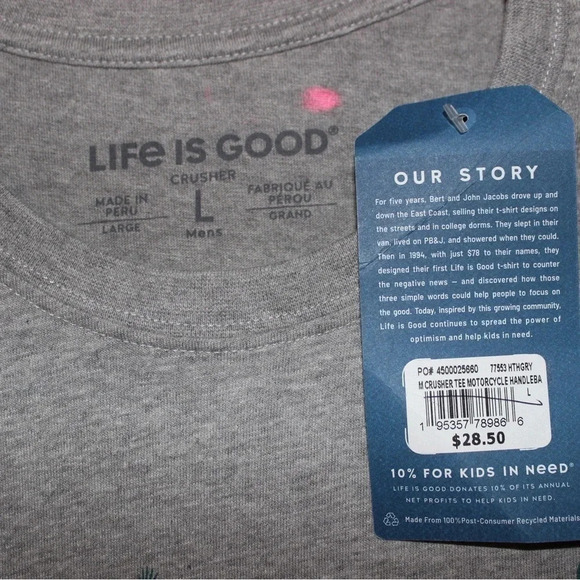 LIFE IS GOOD®
CRUSHER
MADE IN
PERU
LARGE
L
Mens
FABRIQUÉ AU
PÉROU
GRAND
OUR STORY
For five years, Bert and John Jacobs drove up and
down the East Coast, selling their t-shirt designs on
the streets and in college dorms. They slept in their
van, lived on PB&J, and showered when they could.
Then in 1994, with just $78 to their names, they
designed their first Life is Good t-shirt to counter
the negative news — and discovered how those
three simple words could help people to focus on
the good. Today, inspired by this growing community,
Life is Good continues to spread the power of
optimism and help kids in need.
PO# 4500025660 77553 HTHGRY
M CRUSHER TEE MOTORCYCLE HANDLEBA
L
1 95357 78986 6
$28.50
10% FOR KIDS IN NEED®
LIFE IS GOOD DONATES 10% OF ITS ANNUAL
NET PROFITS TO HELP KIDS IN NEED.
Made From 100% Post-Consumer Recycled Materials